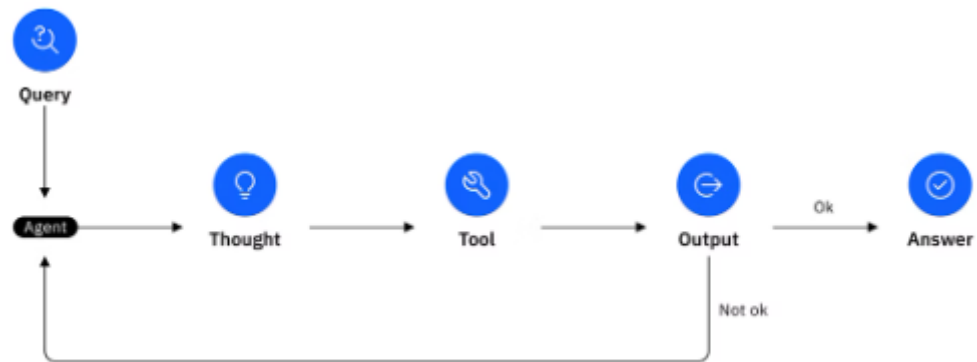 Query
Agent
Thought
Tool
Output
Ok
Answer
Not ok